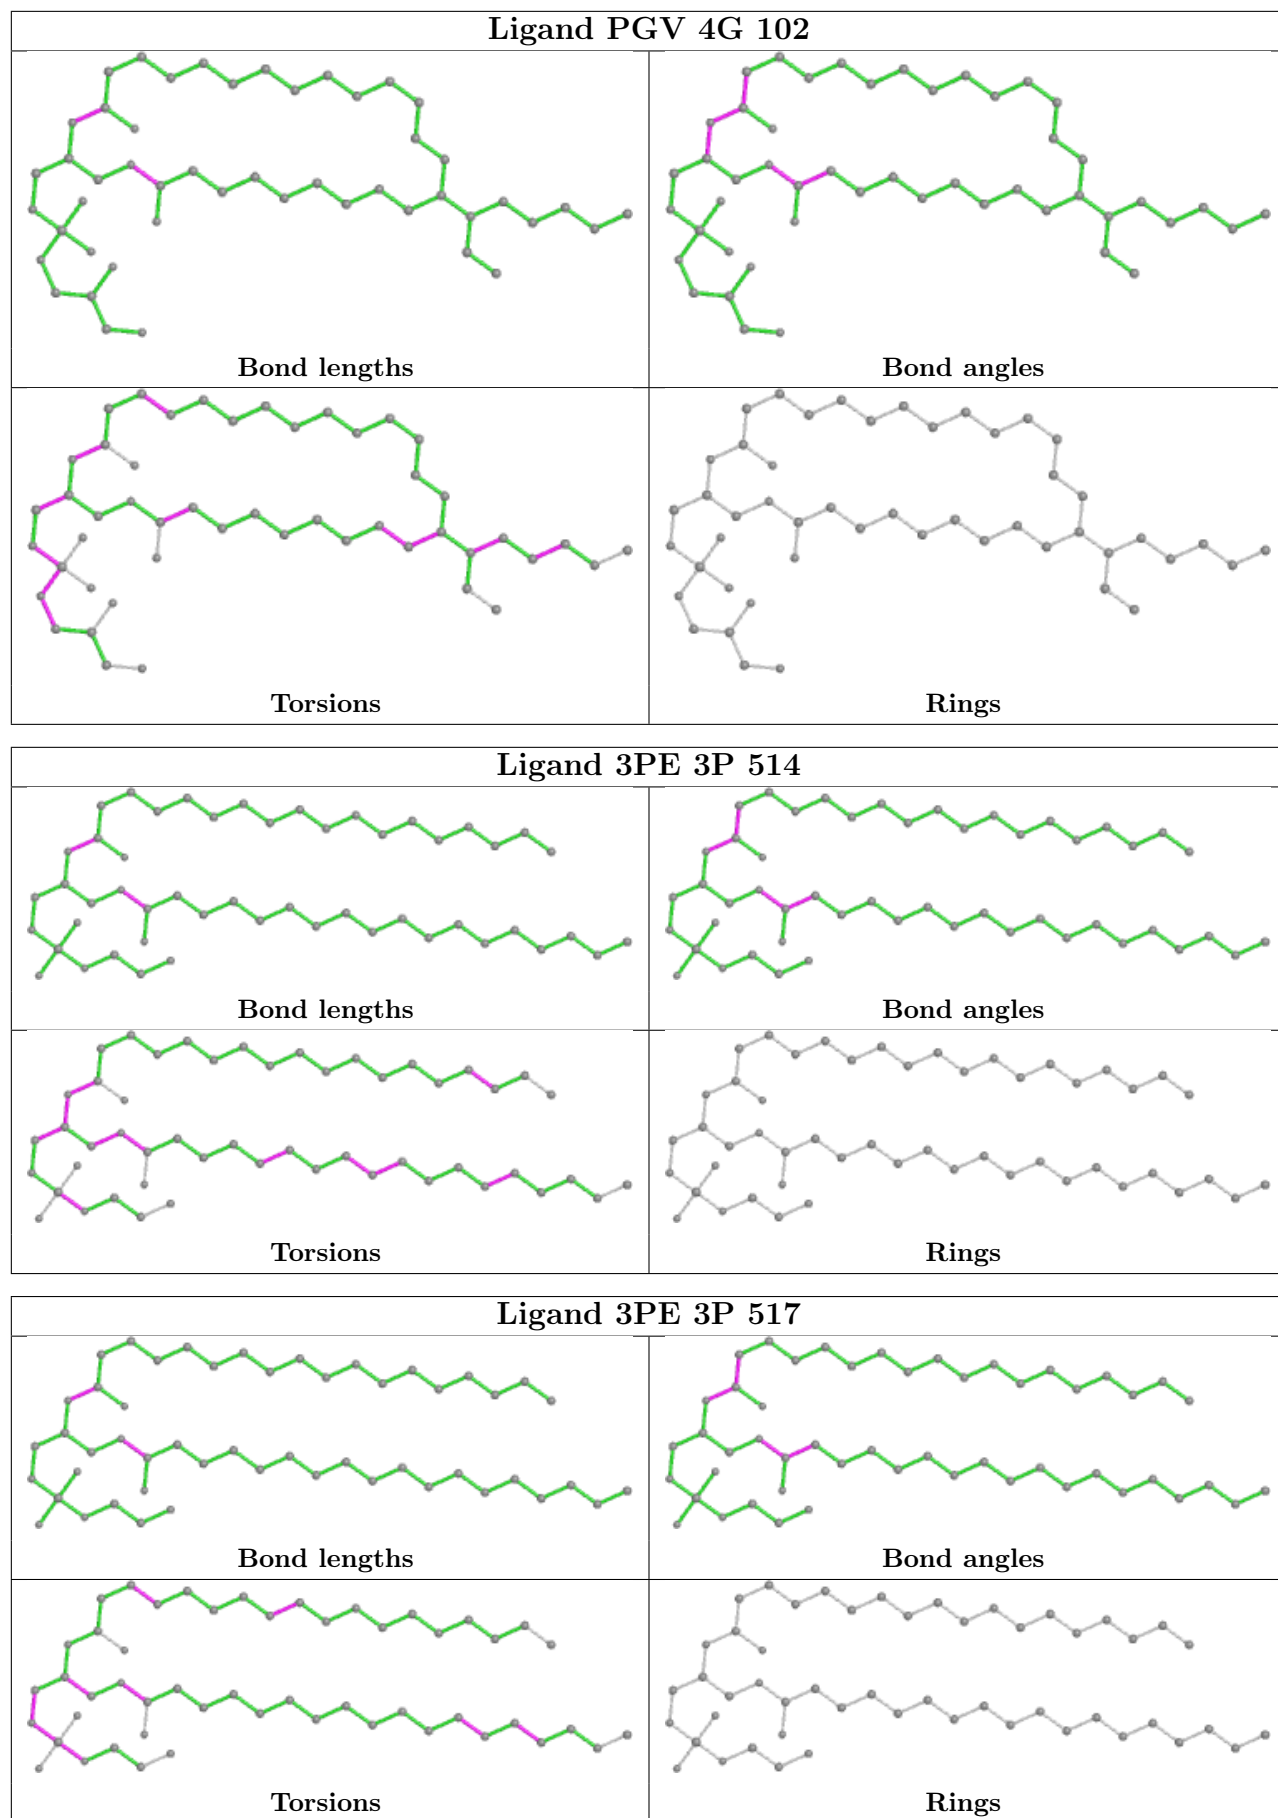 Ligand PGV 4G 102
Bond lengths
Bond angles
Torsions
Rings
Ligand 3PE 3P 514
Bond lengths
Bond angles
Torsions
Rings
Ligand 3PE 3P 517
Bond lengths
Bond angles
Torsions
Rings